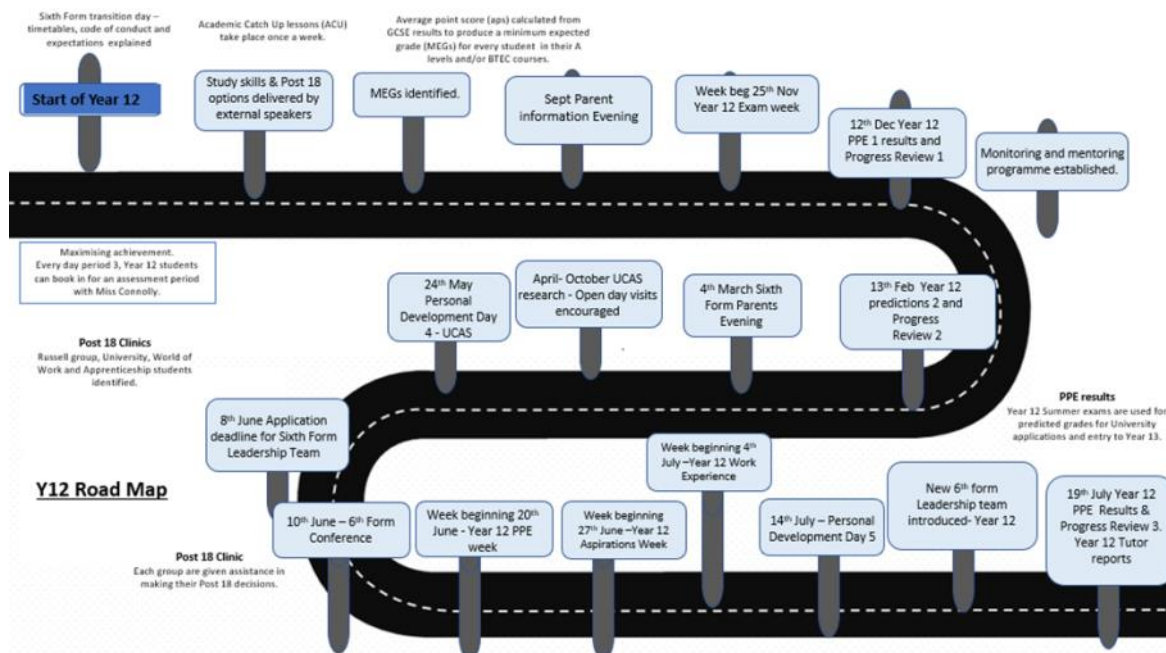 Sixth Form transition day –
timetables, code of conduct and
expectations explained
Academic Catch Up lessons (ACU)
take place once a week.
Average point score (aps) calculated from
GCSE results to produce a minimum expected
grade (MEGs) for every student in their A
levels and/or BTEC courses.
Start of Year 12
Study skills & Post 18
options delivered by
external speakers
MEGs identified.
Sept Parent
information Evening
Week beg 25th Nov
Year 12 Exam week
12th Dec Year 12
PPE 1 results and
Progress Review 1
Monitoring and mentoring
programme established.
Maximising achievement.
Every day period 3, Year 12 students
can book in for an assessment period
with Miss Connolly.
24th May
Personal
Development Day
4 - UCAS
April- October UCAS
research - Open day visits
encouraged
4th March Sixth
Form Parents
Evening
13th Feb Year 12
predictions 2 and
Progress
Review 2
Post 18 Clinics
Russell group, University, World of
Work and Apprenticeship students
identified.
PPE results
Year 12 Summer exams are used for
predicted grades for University
applications and entry to Year 13.
8th June Application
deadline for Sixth Form
Leadership Team
Y12 Road Map
10th June – 6th Form
Conference
Week beginning 20th
June - Year 12 PPE
week
Week beginning
27th June –Year 12
Aspirations Week
Week beginning 4th
July –Year 12 Work
Experience
14th July – Personal
Development Day 5
New 6th form
Leadership team
introduced- Year 12
19th July Year 12
PPE Results &
Progress Review 3.
Year 12 Tutor
reports
Post 18 Clinic
Each group are given assistance in
making their Post 18 decisions.